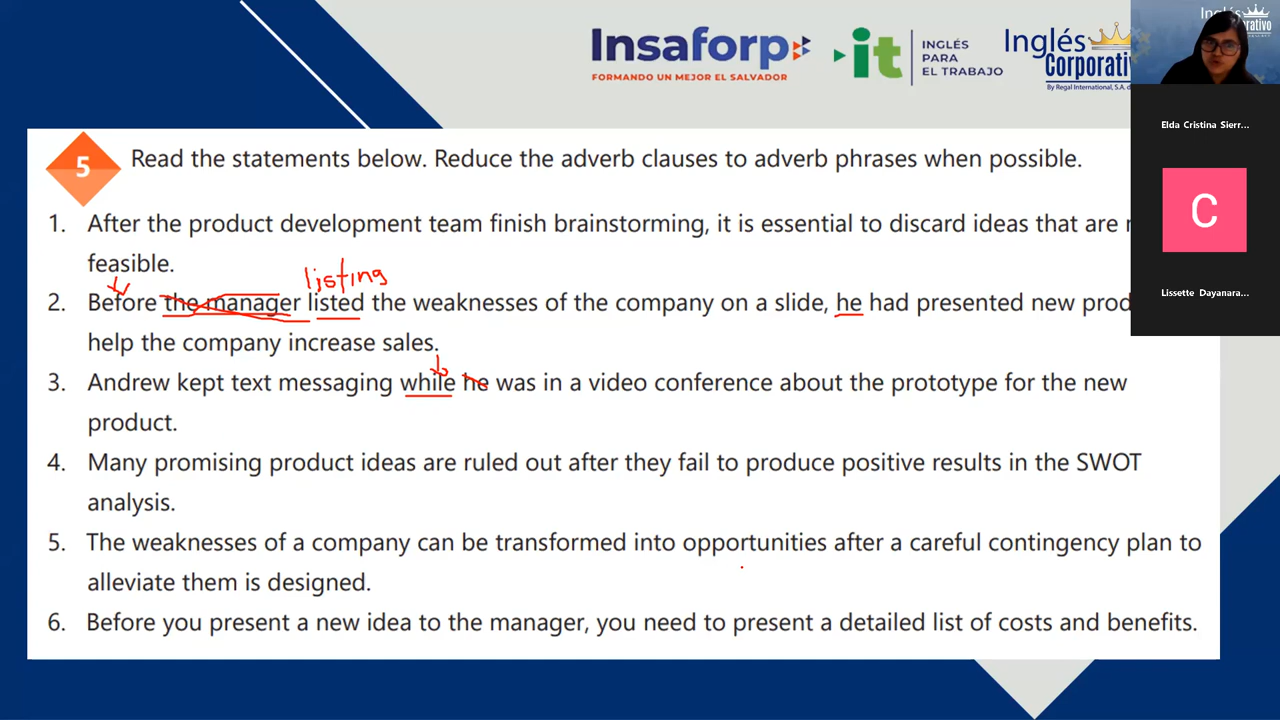 Insaforp
FORMANDO UN MEJOR EL SALVADOR
it
INGLÉS
PARA
EL TRABAJO
Inglés
Corporativ
By Regal International, S.A. d
Inglés
orativo
Elda Cristina Sierr...
C
Lissette Dayanara...
5
Read the statements below. Reduce the adverb clauses to adverb phrases when possible.
1. After the product development team finish brainstorming, it is essential to discard ideas that are
feasible.
listing
2. Before the manager listed the weaknesses of the company on a slide, he had presented new prod
help the company increase sales.
3. Andrew kept text messaging while he was in a video conference about the prototype for the new
product.
4. Many promising product ideas are ruled out after they fail to produce positive results in the SWOT
analysis.
5. The weaknesses of a company can be transformed into opportunities after a careful contingency plan to
alleviate them is designed.
6. Before you present a new idea to the manager, you need to present a detailed list of costs and benefits.